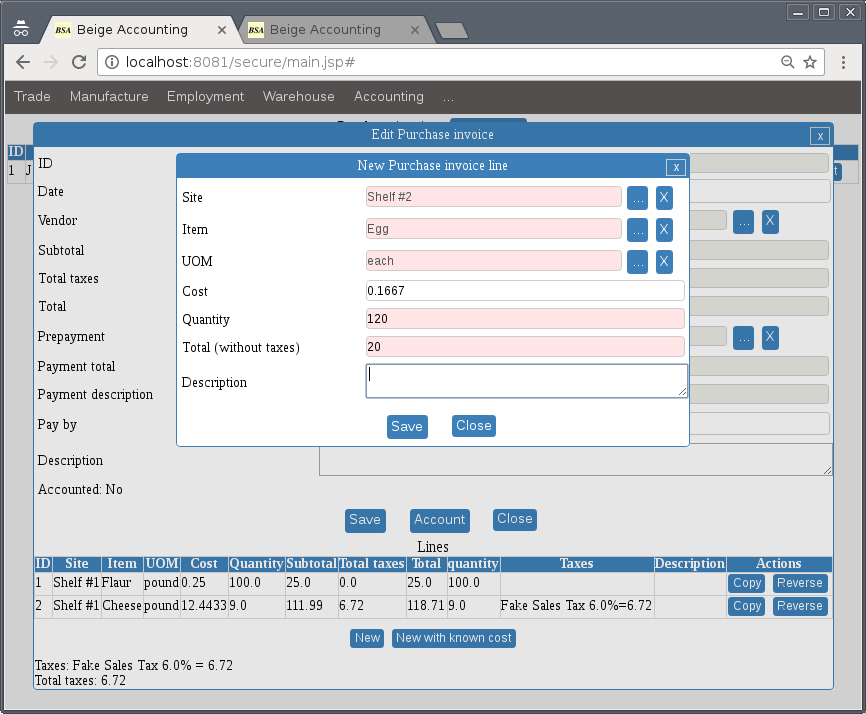 BSA Beige Accounting
BSA Beige Accounting
localhost:8081/secure/main.jsp#
Trade Manufacture Employment Warehouse Accounting ...
Edit Purchase invoice x
ID
1 J
ID
Date
Vendor ... X
Subtotal
Total taxes
Total
Prepayment ... X
Payment total
Payment description
Pay by
Description
Accounted: No
New Purchase invoice line x
Site Shelf #2 ... X
Item Egg ... X
UOM each ... X
Cost 0.1667
Quantity 120
Total (without taxes) 20
Description
Save Close
Save Account Close
Lines
ID Site Item UOM Cost Quantity Subtotal Total taxes Total quantity Taxes Description Actions
1 Shelf #1 Flaur pound 0.25 100.0 25.0 0.0 25.0 100.0 Copy Reverse
2 Shelf #1 Cheese pound 12.4433 9.0 111.99 6.72 118.71 9.0 Fake Sales Tax 6.0%=6.72 Copy Reverse
New New with known cost
Taxes: Fake Sales Tax 6.0% = 6.72
Total taxes: 6.72